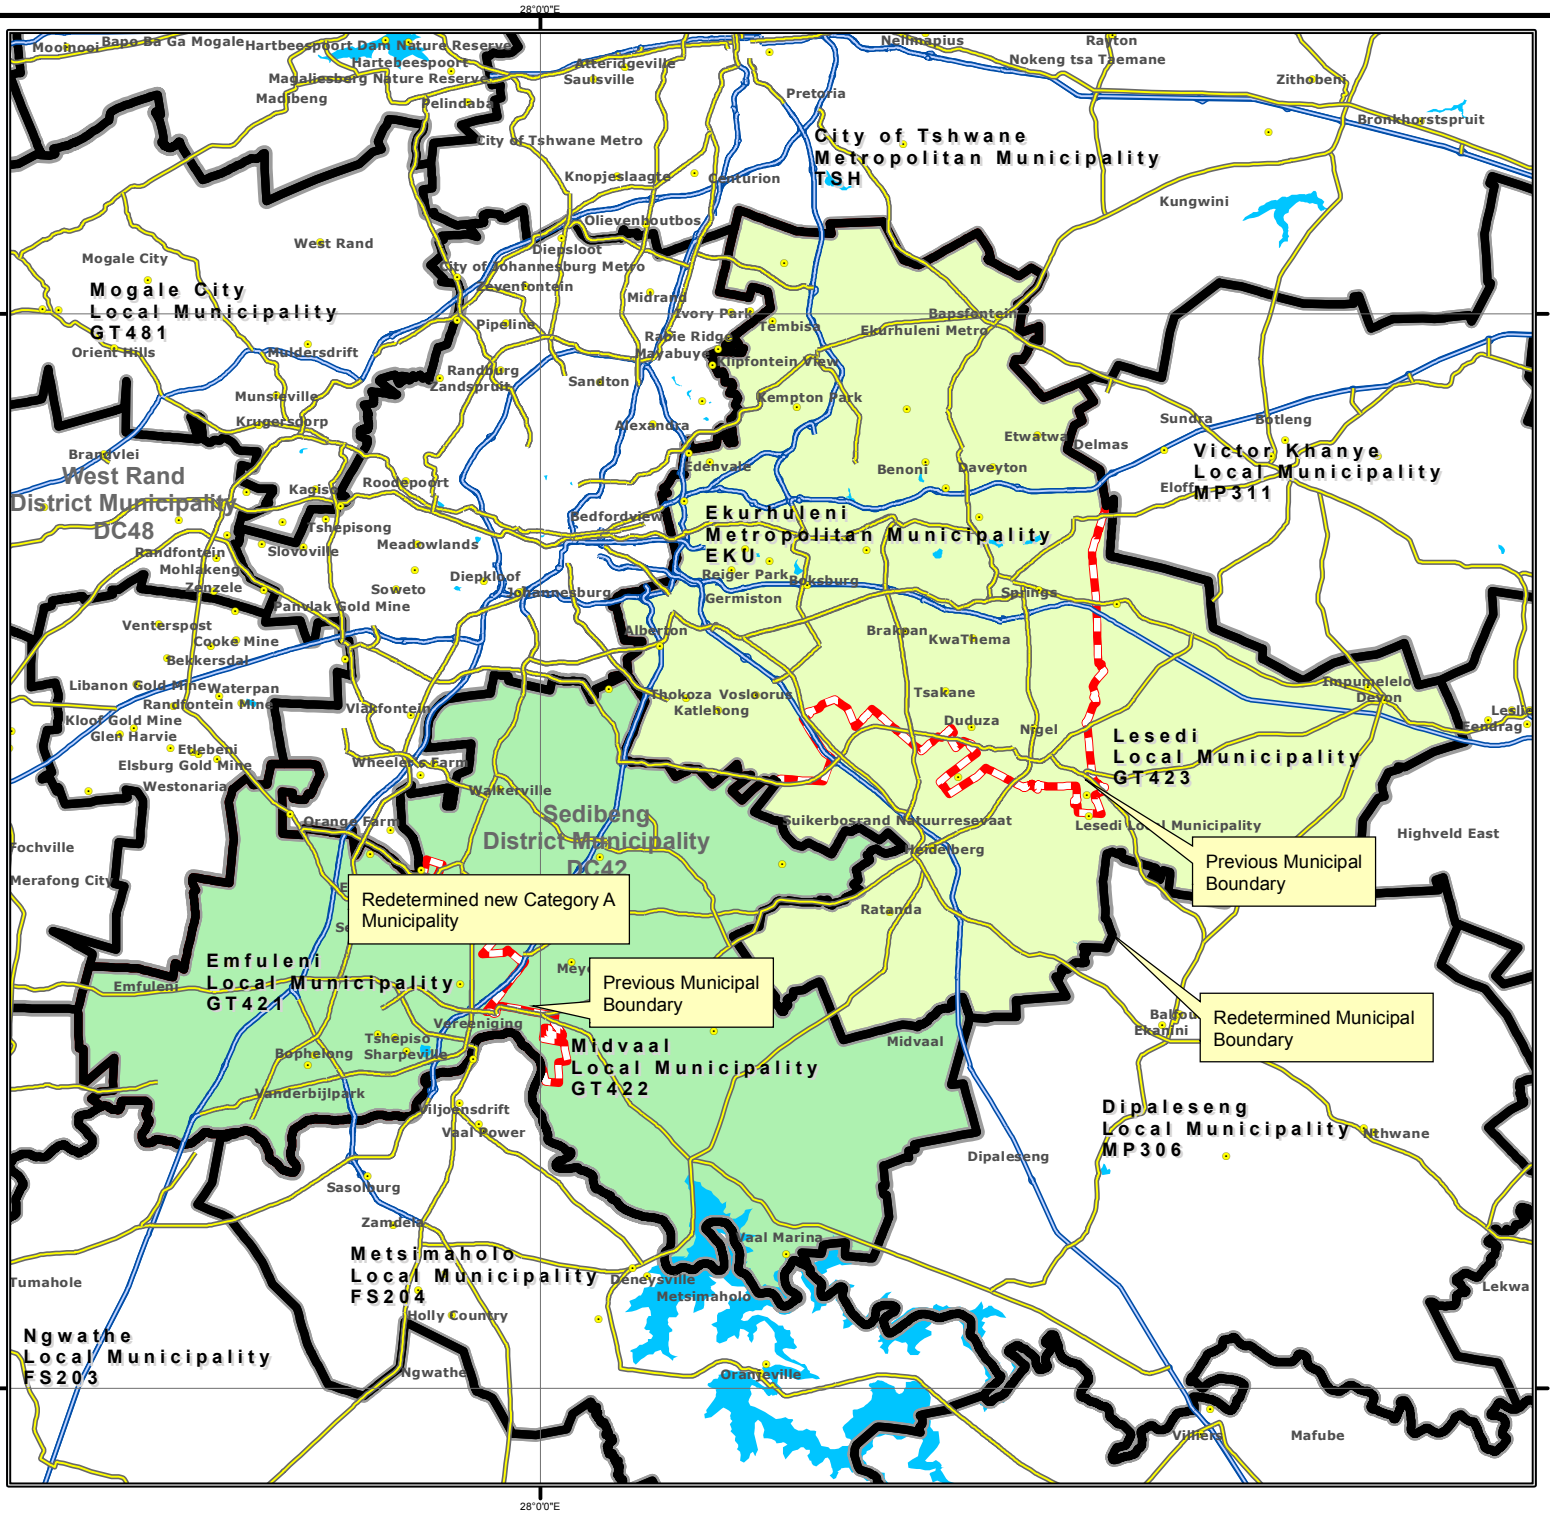 28°0'0"E
Mooinooi
Bapo Ba Ga Mogale
Hartbeespoort Dam Nature Reserve
Hartebeespoort
Magaliesberg Nature Reserve
Madibeng
Pelindaba
Atteridgeville
Saulsville
Nellmapius
Rayton
Nokeng tsa Taemane
Zithobeni
Pretoria
Bronkhorstspruit
City of Tshwane Metro
City of Tshwane
Metropolitan Municipality
TSH
Knopjeslaagte
Centurion
Kungwini
Olievenhoutbos
West Rand
Diepsloot
Mogale City
City of Johannesburg Metro
Zevenfontein
Midrand
Mogale City
Local Municipality
GT481
Ivory Park
Tembisa
Bapsfontein
Ekurhuleni Metro
Pipeline
Rabie Ridge
Mayabuye
Klipfontein View
Orient Hills
Muldersdrift
Randburg
Zandspruit
Sandton
Munsieville
Kempton Park
Krugersdorp
Alexandra
Sundra
Botleng
Etwatwa
Delmas
Brandvlei
West Rand
District Municipality
DC48
Edenvale
Benoni
Daveyton
Victor Khanye
Local Municipality
MP311
Eloff
Kagiso
Roodepoort
Tshepisong
Bedfordview
Ekurhuleni
Metropolitan Municipality
EKU
Randfontein
Slovoville
Meadowlands
Mohlakeng
Zenzele
Soweto
Diepkloof
Johannesburg
Reiger Park
Boksburg
Germiston
Springs
Panvlak Gold Mine
Venterspost
Cooke Mine
Alberton
Brakpan
KwaThema
Bekkersdal
Libanon Gold Mine
Waterpan
Randfontein Mine
Kloof Gold Mine
Glen Harvie
Vlakfontein
Thokoza
Vosloorus
Katlehong
Tsakane
Duduza
Nigel
Impumelelo
Devon
Leslie
Eendrag
Lesedi
Local Municipality
GT423
Etlebeni
Elsburg Gold Mine
Westonaria
Wheeler's Farm
Walkerville
Orange Farm
Sedibeng
District Municipality
DC42
Suikerbosrand Natuurresevaat
Lesedi Local Municipality
Highveld East
Heidelberg
Fochville
Merafong City
Previous Municipal
Boundary
Redetermined new Category A
Municipality
Ratanda
Emfuleni
Local Municipality
GT421
Emfuleni
Previous Municipal
Boundary
Redetermined Municipal
Boundary
Ekanini
Vereeniging
Midvaal
Tshepiso
Sharpeville
Bophelong
Midvaal
Local Municipality
GT422
Vanderbijlpark
Viljoensdrift
Vaal Power
Dipaleseng
Local Municipality
MP306
Nthwane
Dipaleseng
Sasolburg
Zamdela
Vaal Marina
Metsimaholo
Local Municipality
FS204
Deneysville
Metsimaholo
Tumahole
Lekwa
Holly Country
Ngwathe
Local Municipality
FS203
Ngwathe
Oranjeville
Villiers
Mafube
28°0'0"E